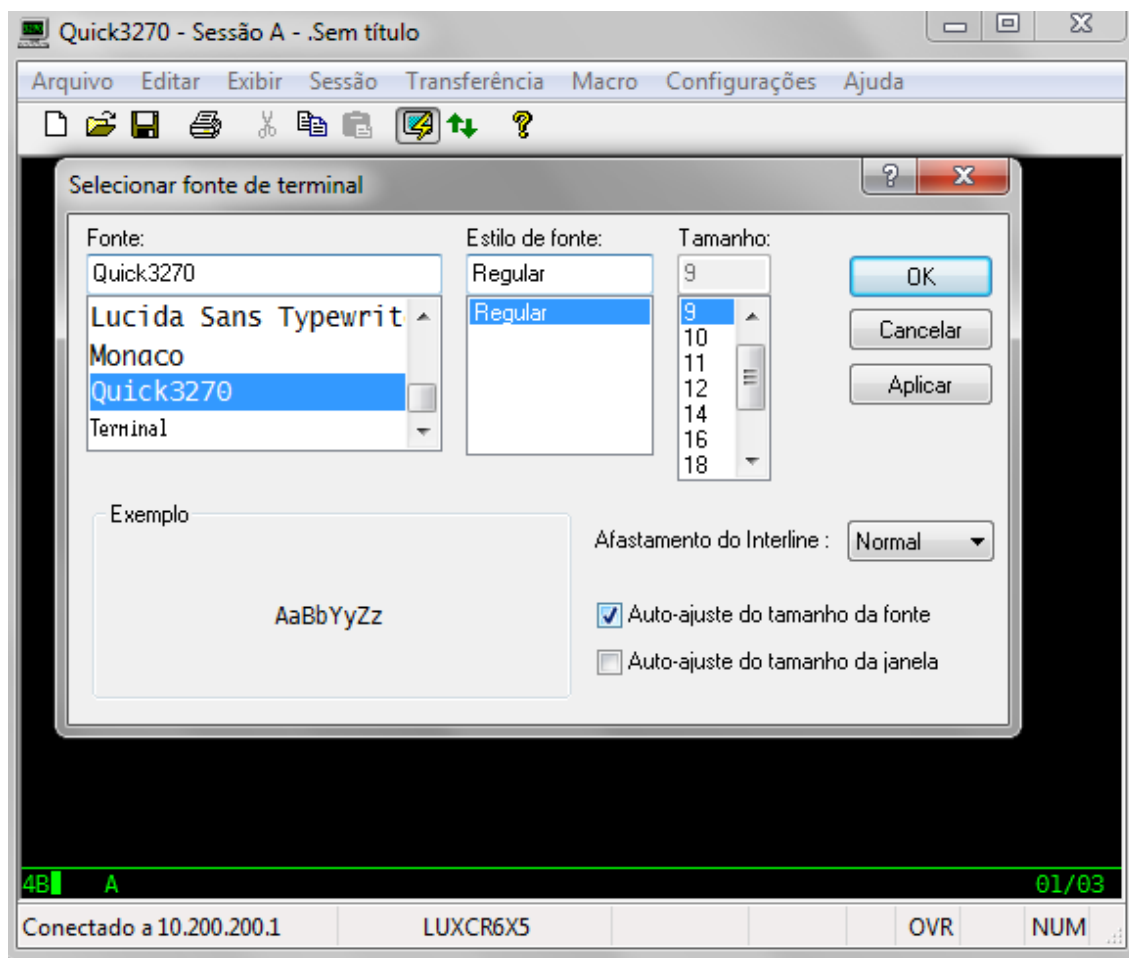 Quick3270 - Sessão A - .Sem título
Arquivo Editar Exibir Sessão Transferência Macro Configurações Ajuda
Selecionar fonte de terminal
Fonte: Estilo de fonte: Tamanho:
Quick3270 Regular 9 OK
Lucida Sans Typewrit Regular 9
10 Cancelar
Monaco 11
Quick3270 12 Aplicar
14
Terminal 16
18
Exemplo
Afastamento do Interline : Normal
AaBbYyZz Auto-ajuste do tamanho da fonte
Auto-ajuste do tamanho da janela
4B A 01/03
Conectado a 10.200.200.1 LUXCR6X5 OVR NUM